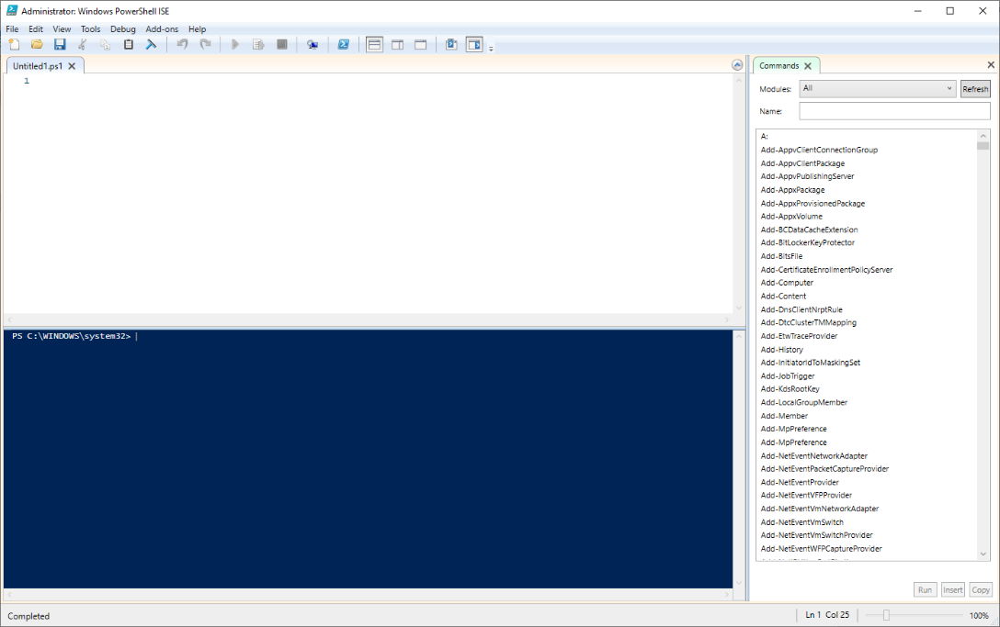 Administrator: Windows PowerShell ISE
File Edit View Tools Debug Add-ons Help
Untitled1.ps1
1
PS C:\WINDOWS\system32>
Commands
Modules: All Refresh
Name:
A:
Add-AppvClientConnectionGroup
Add-AppvClientPackage
Add-AppvPublishingServer
Add-AppxPackage
Add-AppxProvisionedPackage
Add-AppxVolume
Add-BCDataCacheExtension
Add-BitLockerKeyProtector
Add-BitsFile
Add-CertificateEnrollmentPolicyServer
Add-Computer
Add-Content
Add-DnsClientNrptRule
Add-DtcClusterTMMapping
Add-EtwTraceProvider
Add-History
Add-InitiatorIdToMaskingSet
Add-JobTrigger
Add-KdsRootKey
Add-LocalGroupMember
Add-Member
Add-MpPreference
Add-MpPreference
Add-NetEventNetworkAdapter
Add-NetEventPacketCaptureProvider
Add-NetEventProvider
Add-NetEventVFPProvider
Add-NetEventVmNetworkAdapter
Add-NetEventVmSwitch
Add-NetEventVmSwitchProvider
Add-NetEventWFPCaptureProvider
Run Insert Copy
Completed
Ln 1 Col 25
100%